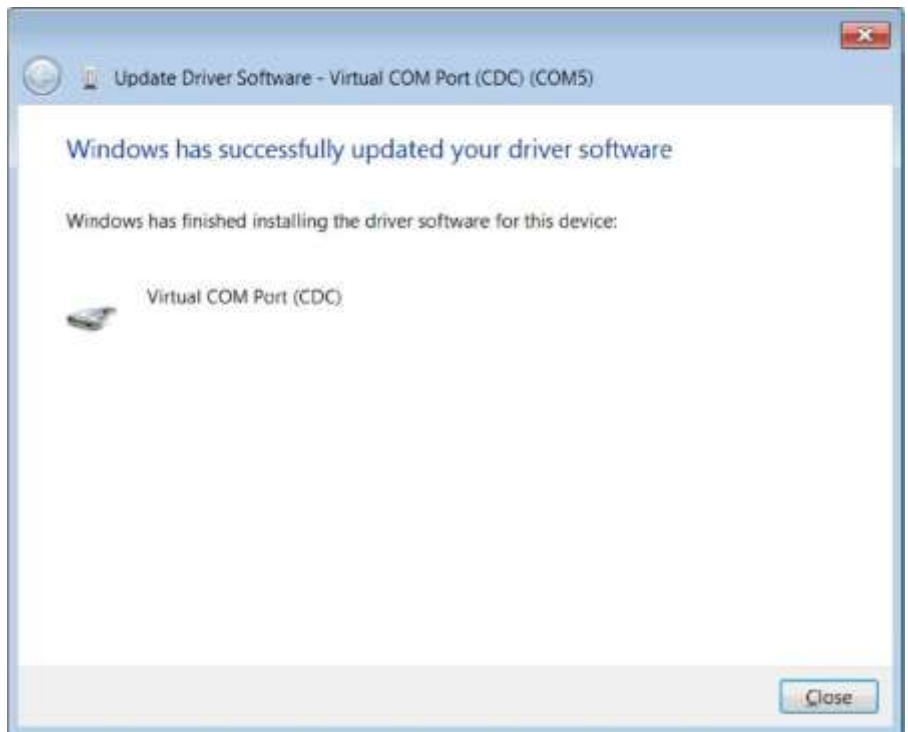 Update Driver Software - Virtual COM Port (CDC) (COM5)
Windows has successfully updated your driver software
Windows has finished installing the driver software for this device:
Virtual COM Port (CDC)
Close